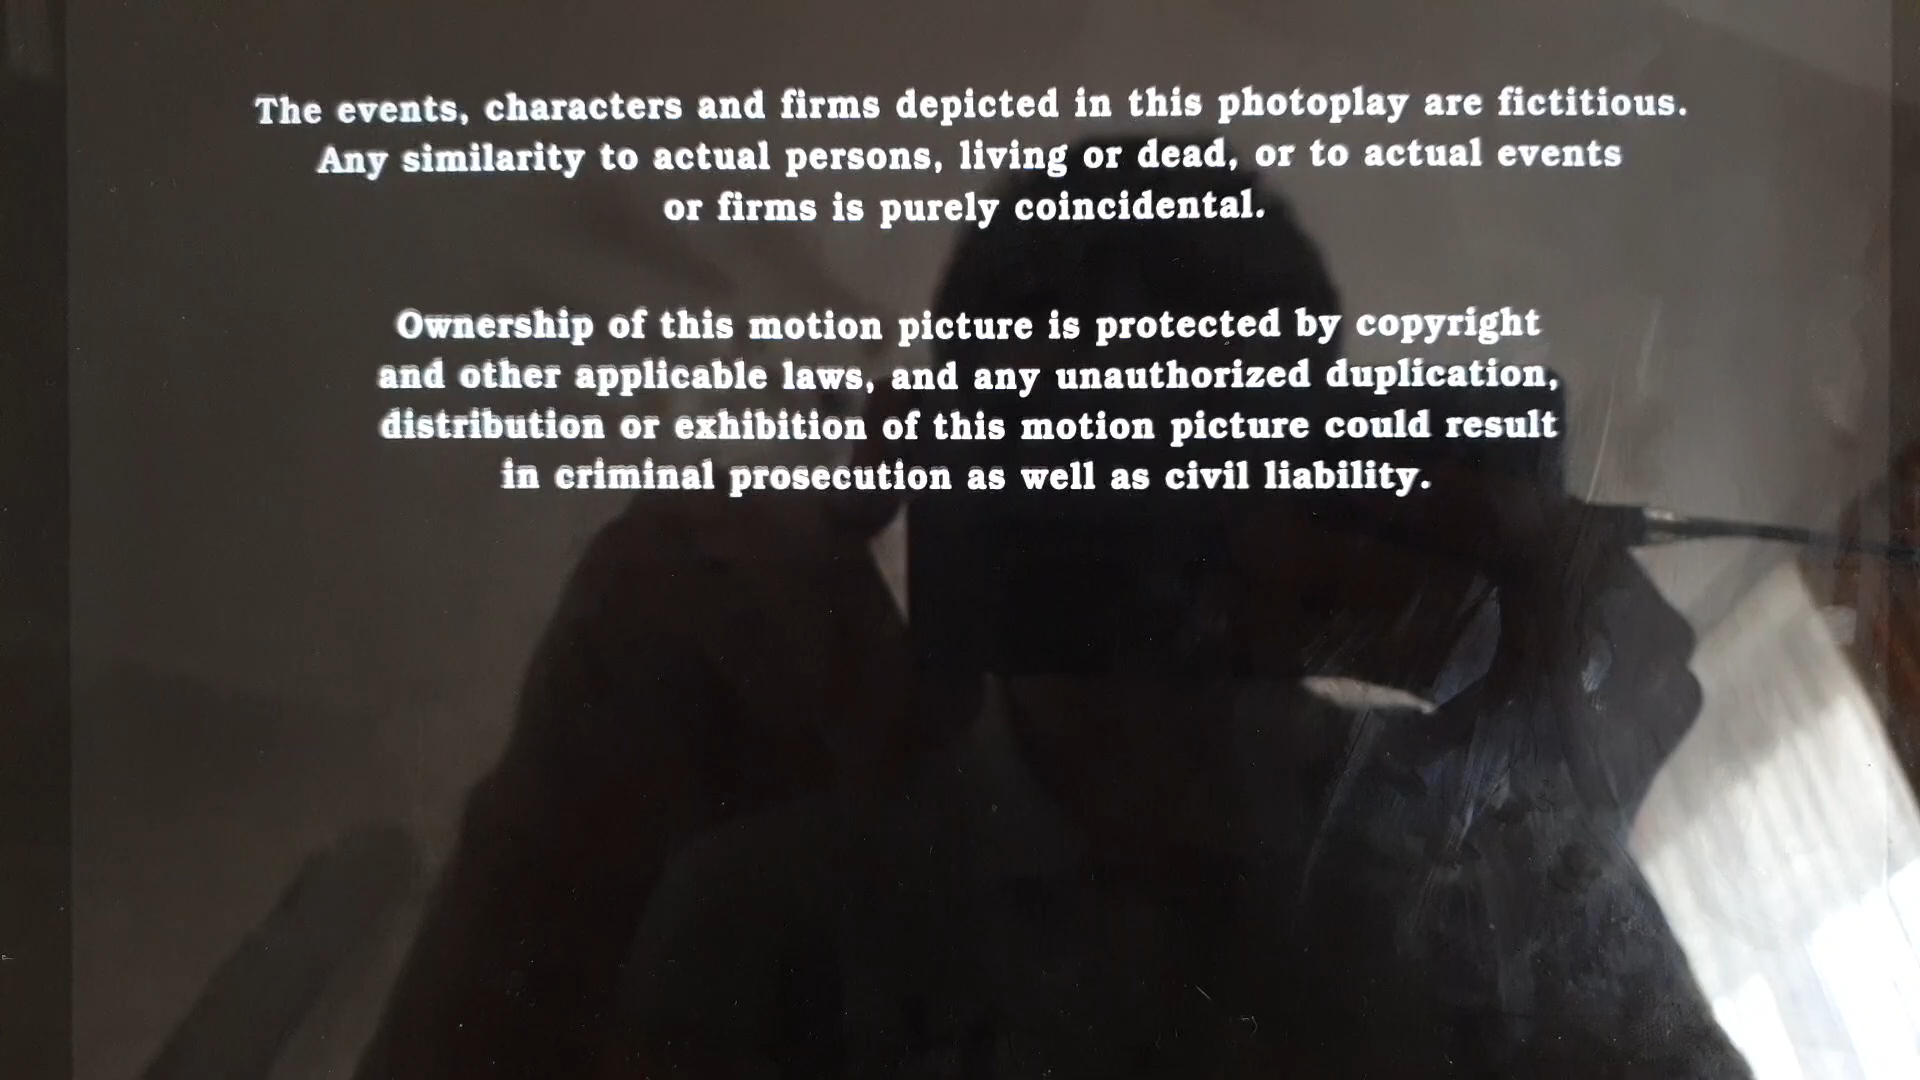 The events, characters and firms depicted in this photoplay are fictitious.
Any similarity to actual persons, living or dead, or to actual events
or firms is purely coincidental.
Ownership of this motion picture is protected by copyright
and other applicable laws, and any unauthorized duplication,
distribution or exhibition of this motion picture could result
in criminal prosecution as well as civil liability.